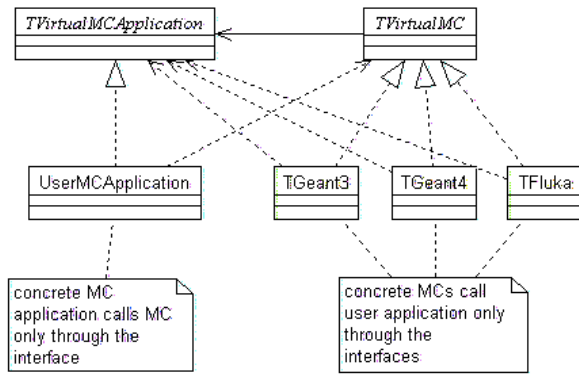 TVirtualMCApplication
TVirtualMC
UserMCApplication
TGeant3
TGeant4
TFluka
concrete MC
application calls MC
only through the
interface
concrete MCs call
user application only
through the
interfaces